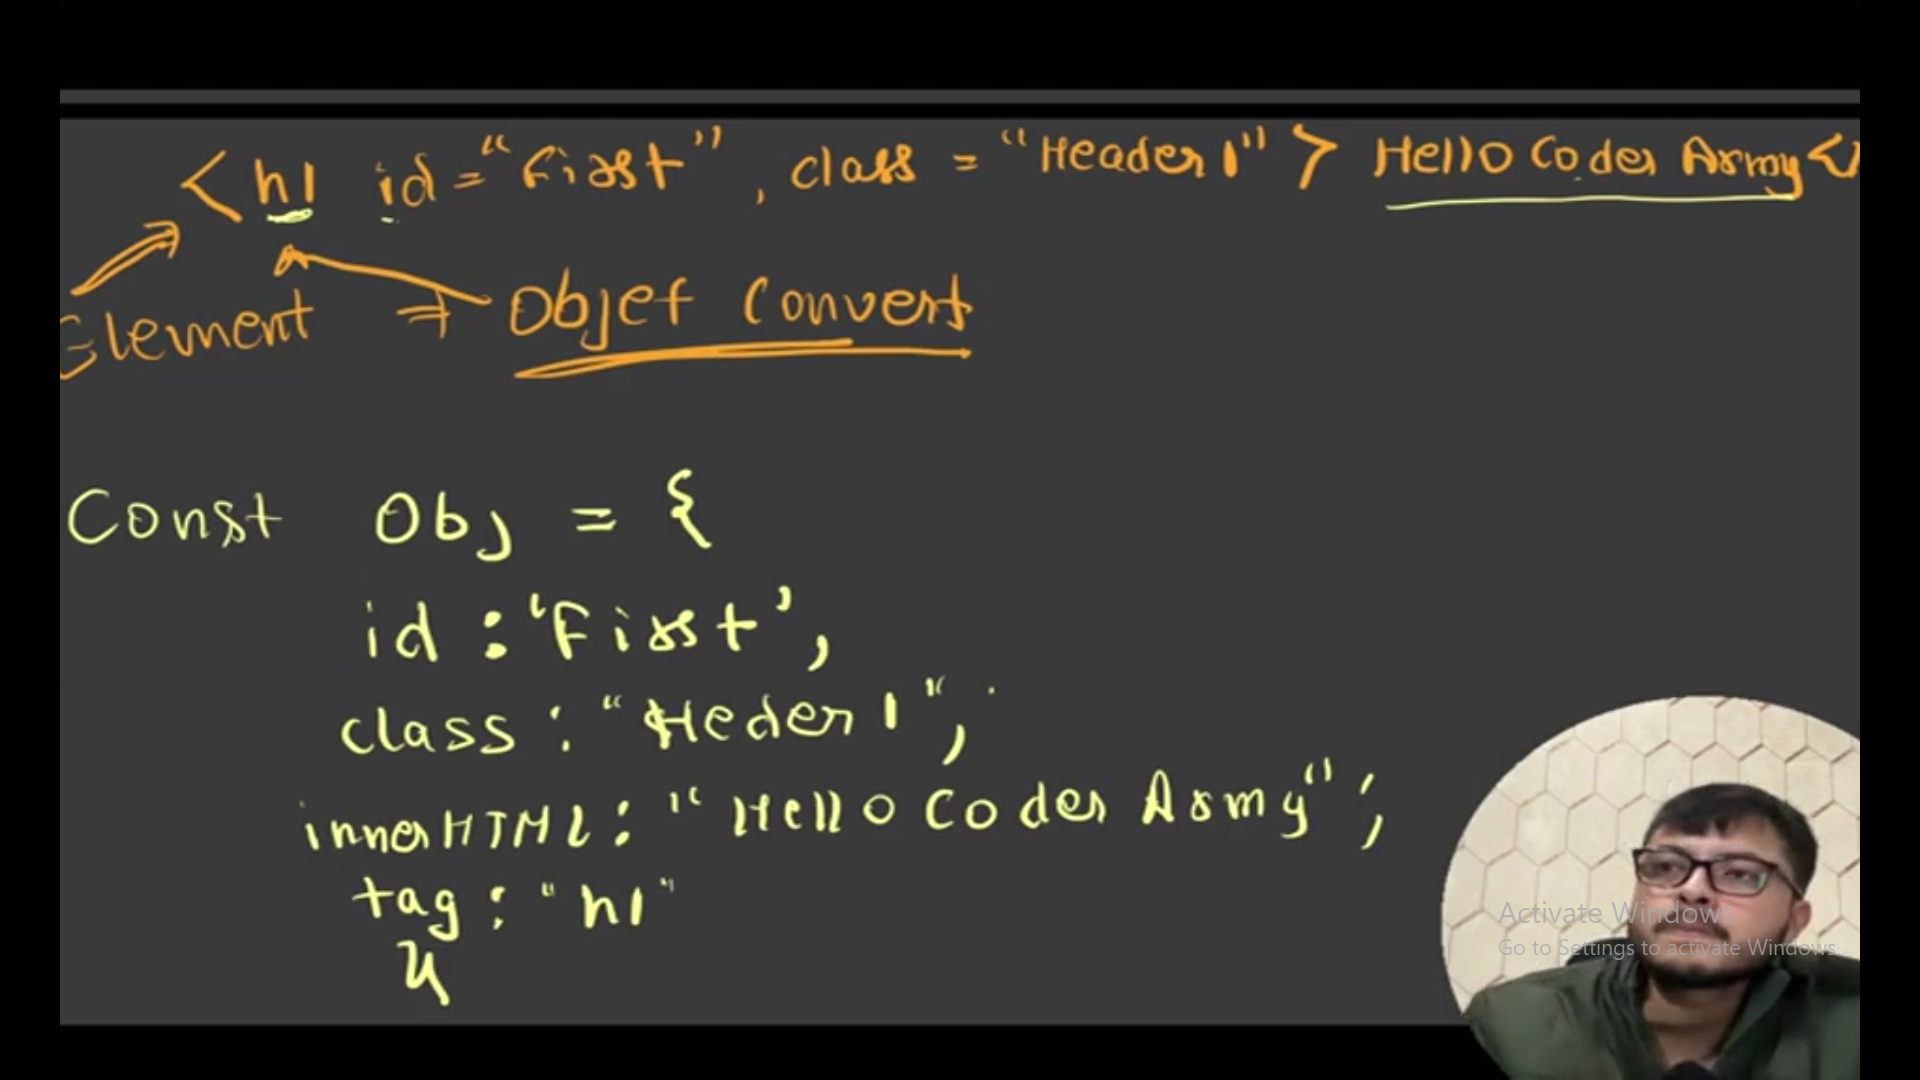 <h1 id="First", class = "Header1"> Hello Coder Army<
Element ⇒ Objet Convert
Const Obj = {
id : 'First',
class : "Heder1",
innerHTML : "Hello Coder Army",
tag : "h1"
}
Activate Windows
Go to Settings to activate Windows.